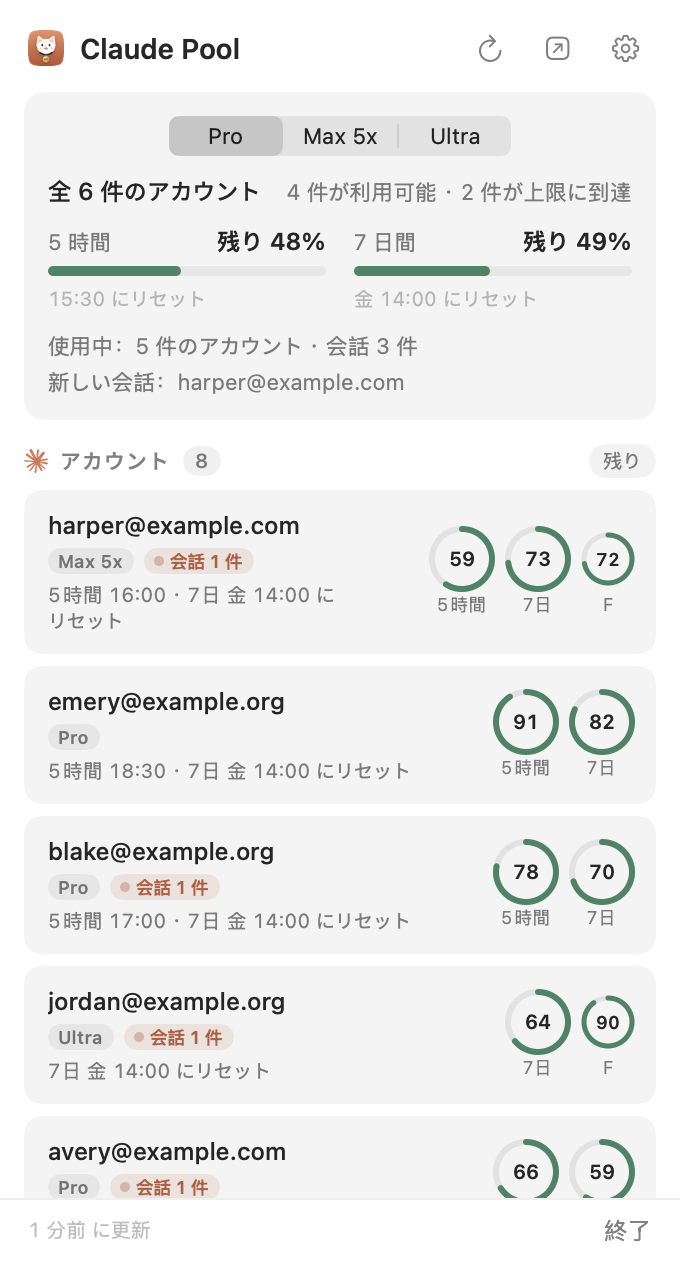 Claude Pool
Pro Max 5x Ultra
全 6 件のアカウント 4 件が利用可能 · 2 件が上限に到達
5 時間 残り 48% 7 日間 残り 49%
15:30 にリセット 金 14:00 にリセット
使用中: 5 件のアカウント · 会話 3 件
新しい会話: harper@example.com
アカウント 8 残り
harper@example.com
Max 5x 会話 1 件
5時間 16:00 · 7日 金 14:00 に
リセット
59 73 72
5時間 7日 F
emery@example.org
Pro
5時間 18:30 · 7日 金 14:00 にリセット
91 82
5時間 7日
blake@example.org
Pro 会話 1 件
5時間 17:00 · 7日 金 14:00 にリセット
78 70
5時間 7日
jordan@example.org
Ultra 会話 1 件
7日 金 14:00 にリセット
64 90
7日 F
avery@example.com
Pro 会話 1 件
66 59
1 分前 に更新 終了